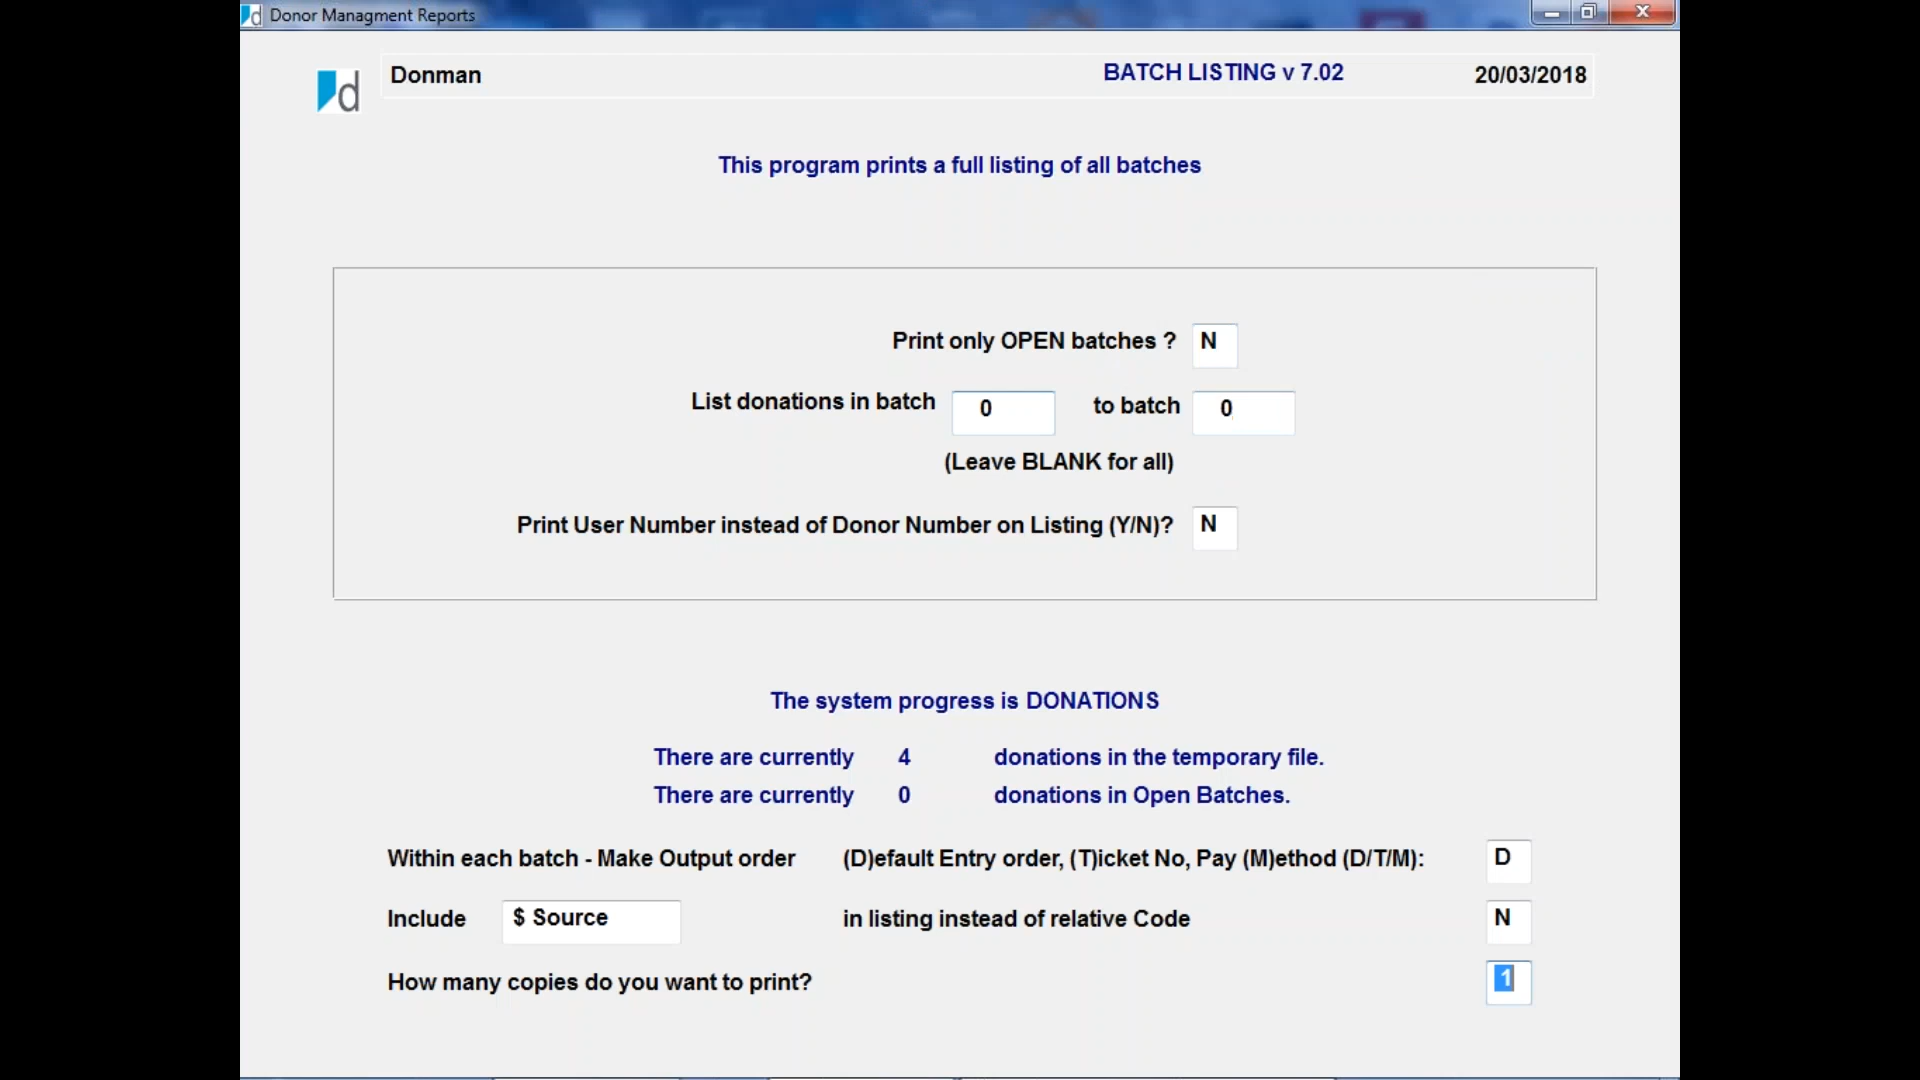 Donor Managment Reports
d Donman BATCH LISTING v 7.02 20/03/2018
This program prints a full listing of all batches
Print only OPEN batches ? N
List donations in batch 0 to batch 0
(Leave BLANK for all)
Print User Number instead of Donor Number on Listing (Y/N)? N
The system progress is DONATIONS
There are currently 4 donations in the temporary file.
There are currently 0 donations in Open Batches.
Within each batch - Make Output order (D)efault Entry order, (T)icket No, Pay (M)ethod (D/T/M): D
Include $ Source in listing instead of relative Code N
How many copies do you want to print? 1